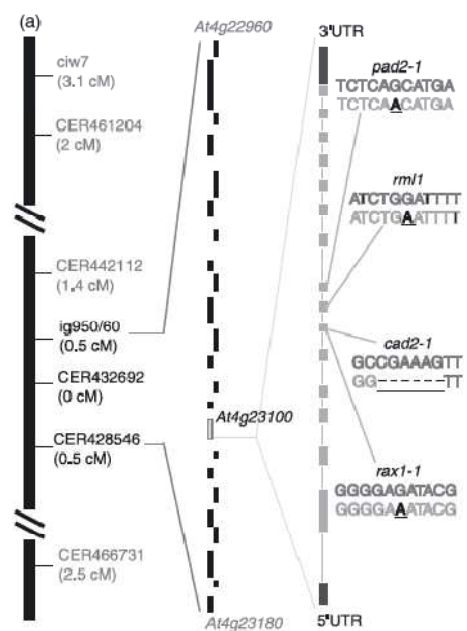 (a)
At4g22960
3'UTR
ciw7
(3.1 cM)
CER461204
(2 cM)
CER442112
(1.4 cM)
ig950/60
(0.5 cM)
CER432692
(0 cM)
CER428546
(0.5 cM)
CER466731
(2.5 cM)
At4g23100
At4g23180
pad2-1
TCTCAGCATGA
TCTCAACATGA
rml1
ATCTGGATTTT
ATCTGAATTTT
cad2-1
GCCGAAAGTT
GG------TT
rax1-1
GGGGAGATACG
GGGGAAATACG
5'UTR